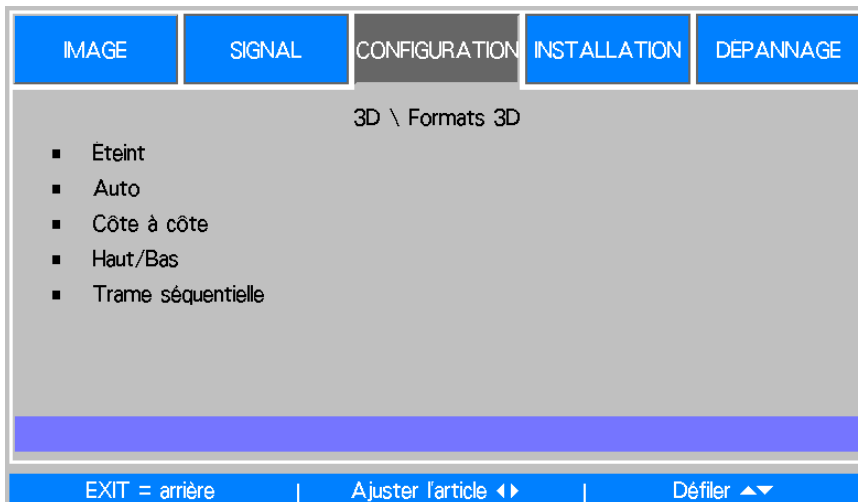 IMAGE SIGNAL CONFIGURATION INSTALLATION DÉPANNAGE
3D \ Formats 3D
▪ Éteint
▪ Auto
▪ Côte à côte
▪ Haut/Bas
▪ Trame séquentielle
EXIT = arrière | Ajuster l'article ◂▸ | Défiler ▴▾